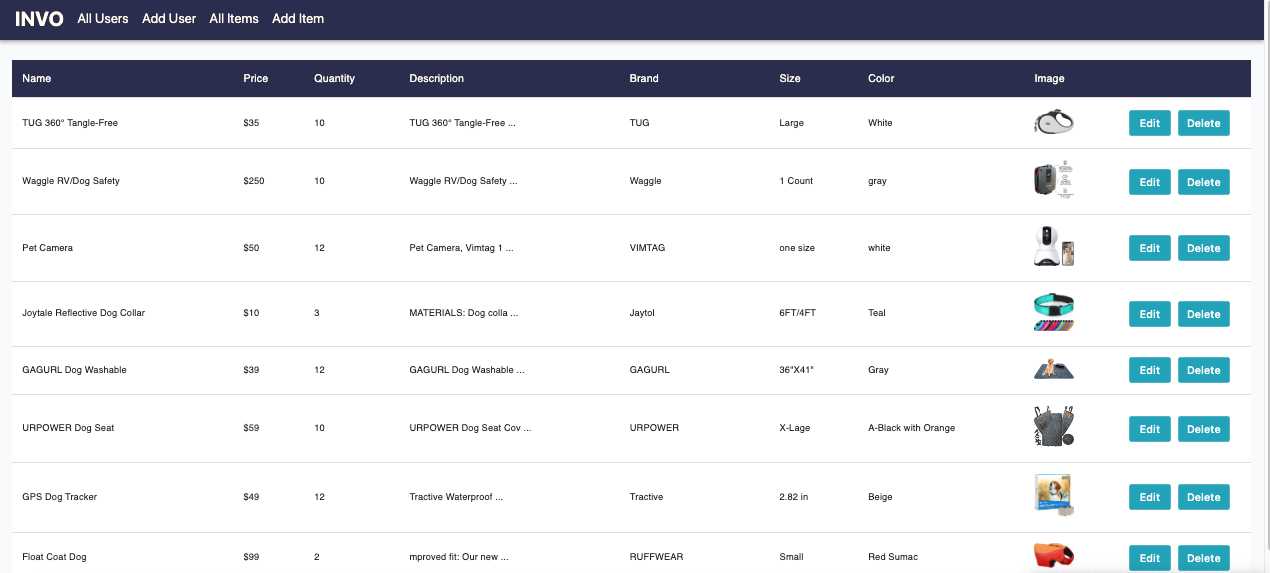 INVO All Users Add User All Items Add Item
Name Price Quantity Description Brand Size Color Image
TUG 360° Tangle-Free $35 10 TUG 360° Tangle-Free ... TUG Large White Edit Delete
Waggle RV/Dog Safety $250 10 Waggle RV/Dog Safety ... Waggle 1 Count gray Edit Delete
Pet Camera $50 12 Pet Camera, Vimtag 1 ... VIMTAG one size white Edit Delete
Joytale Reflective Dog Collar $10 3 MATERIALS: Dog colla ... Jaytol 6FT/4FT Teal Edit Delete
GAGURL Dog Washable $39 12 GAGURL Dog Washable ... GAGURL 36"X41" Gray Edit Delete
URPOWER Dog Seat $59 10 URPOWER Dog Seat Cov ... URPOWER X-Lage A-Black with Orange Edit Delete
GPS Dog Tracker $49 12 Tractive Waterproof ... Tractive 2.82 in Beige Edit Delete
Float Coat Dog $99 2 mproved fit: Our new ... RUFFWEAR Small Red Sumac Edit Delete